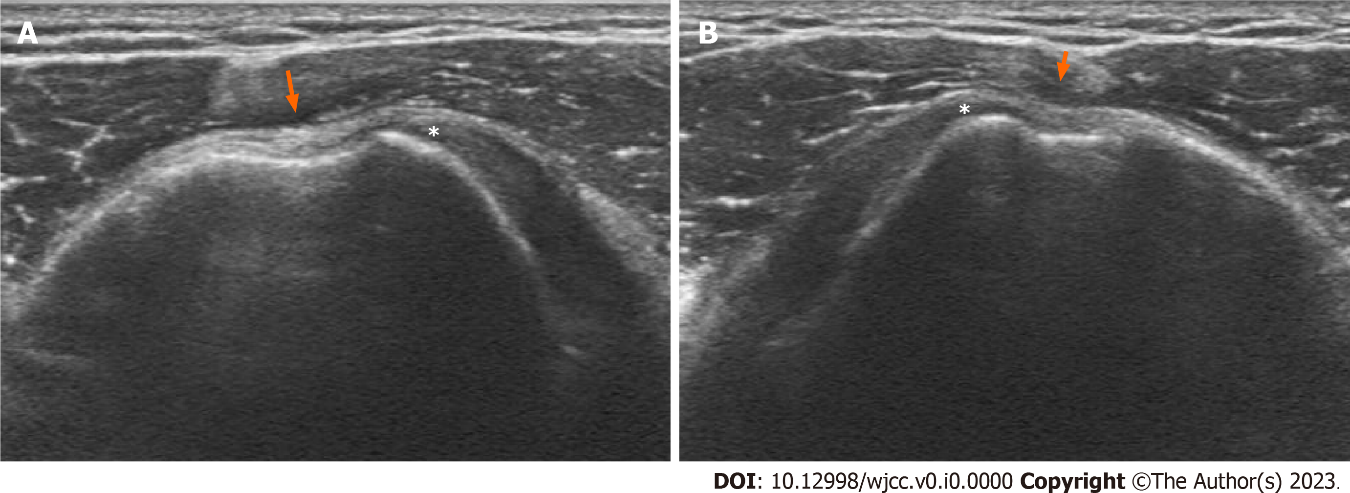 A
B
*
*
DOI: 10.12998/wjcc.v0.i0.0000 Copyright ©The Author(s) 2023.